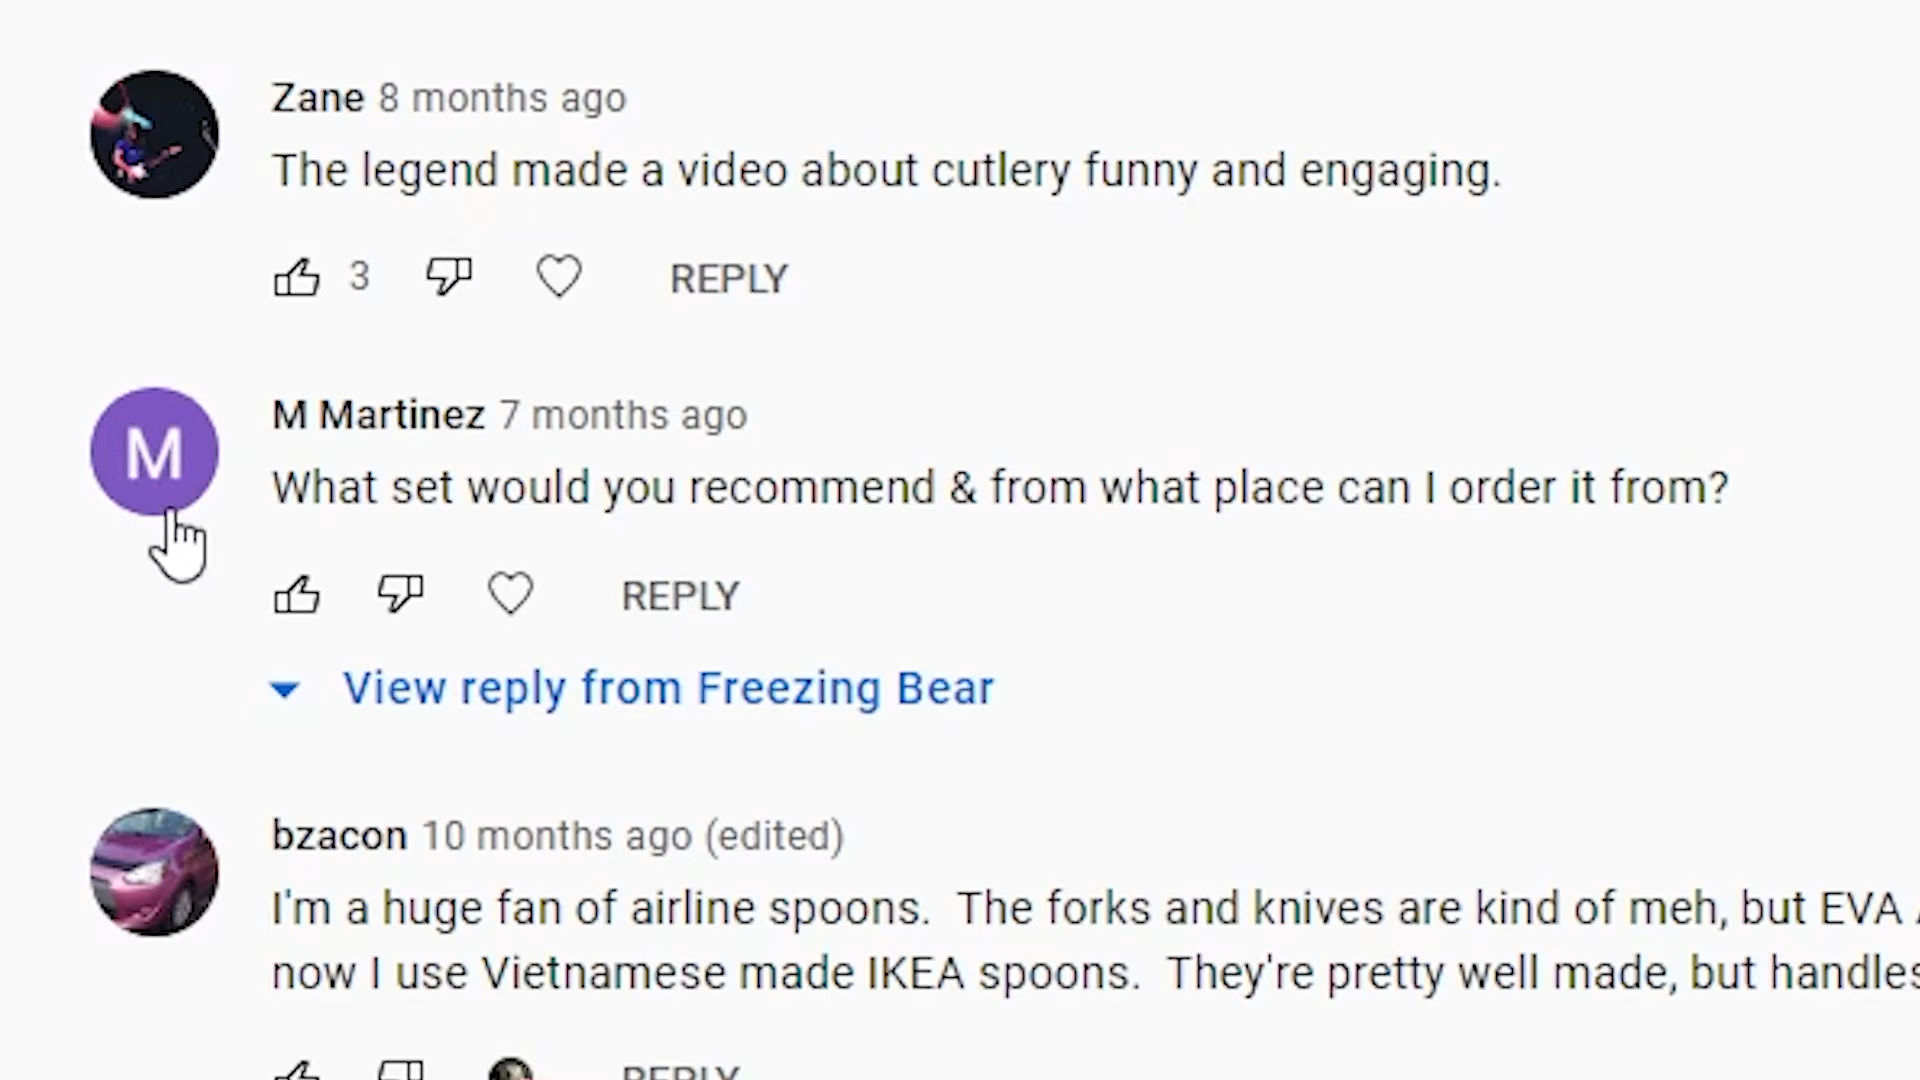 Zane 8 months ago
The legend made a video about cutlery funny and engaging.
3 REPLY
M
M Martinez 7 months ago
What set would you recommend & from what place can I order it from?
REPLY
View reply from Freezing Bear
bzacon 10 months ago (edited)
I'm a huge fan of airline spoons.  The forks and knives are kind of meh, but EVA
now I use Vietnamese made IKEA spoons.  They're pretty well made, but handles
REPLY